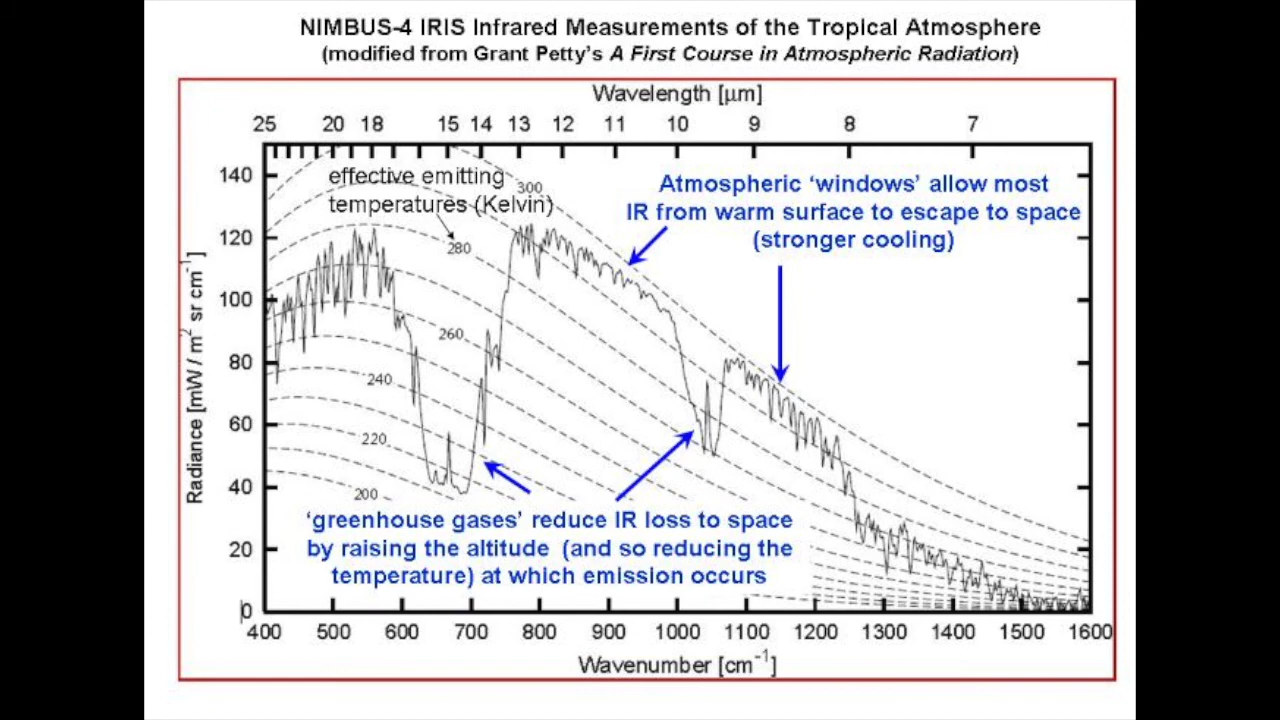 NIMBUS-4 IRIS Infrared Measurements of the Tropical Atmosphere
(modified from Grant Petty's A First Course in Atmospheric Radiation)
Wavelength [µm]
25 20 18 15 14 13 12 11 10 9 8 7
140
120
100
80
60
40
20
0
Radiance [mW / m² sr cm⁻¹]
effective emitting
temperatures (Kelvin)
300
280
260
240
220
200
Atmospheric 'windows' allow most
IR from warm surface to escape to space
(stronger cooling)
'greenhouse gases' reduce IR loss to space
by raising the altitude (and so reducing the
temperature) at which emission occurs
400 500 600 700 800 900 1000 1100 1200 1300 1400 1500 1600
Wavenumber [cm⁻¹]